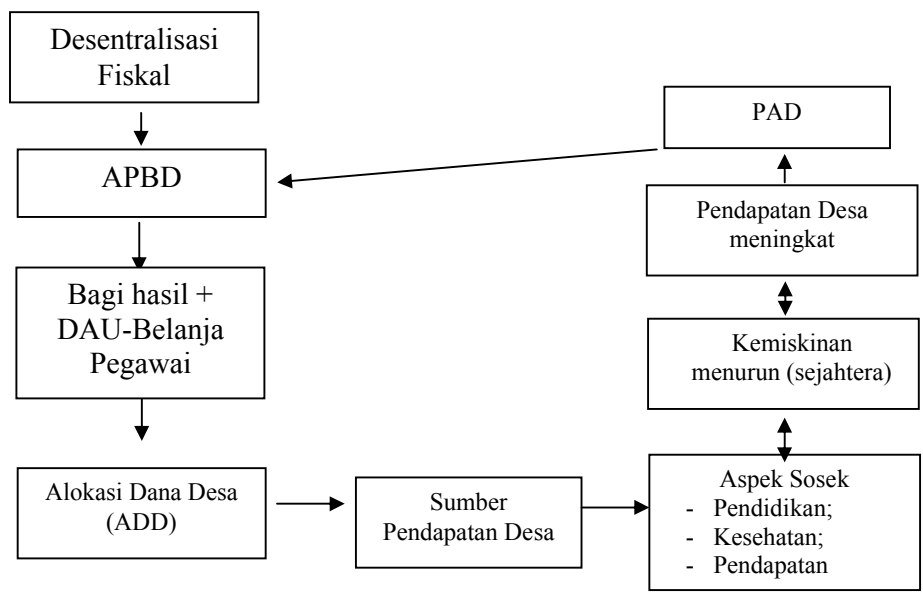 Desentralisasi
Fiskal
APBD
Bagi hasil +
DAU-Belanja
Pegawai
Alokasi Dana Desa
(ADD)
Sumber
Pendapatan Desa
Aspek Sosek
- Pendidikan;
- Kesehatan;
- Pendapatan
Kemiskinan
menurun (sejahtera)
Pendapatan Desa
meningkat
PAD